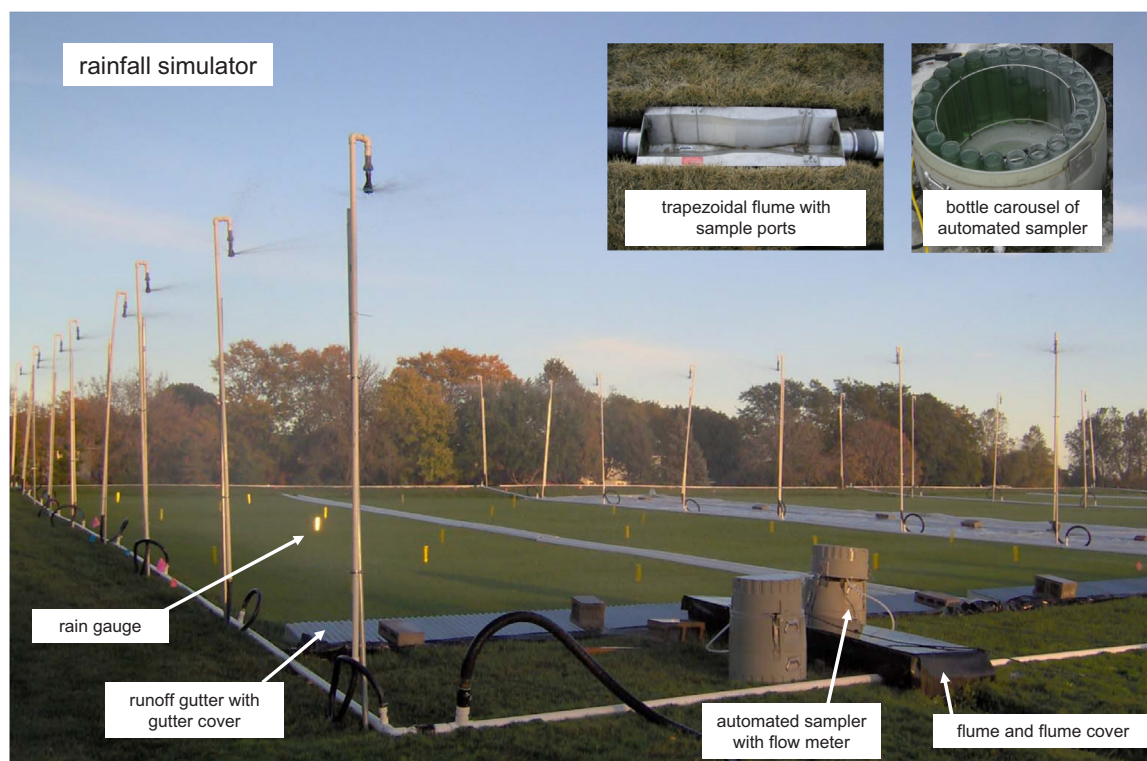 rainfall simulator
trapezoidal flume with
sample ports
bottle carousel of
automated sampler
rain gauge
runoff gutter with
gutter cover
automated sampler
with flow meter
flume and flume cover